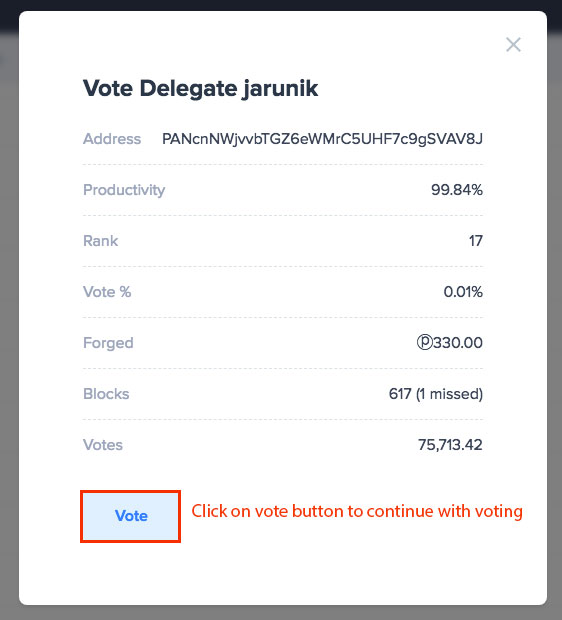 Vote Delegate jarunik
Address PANcnNWjvvbTGZ6eWMrC5UHF7c9gSVAV8J
Productivity 99.84%
Rank 17
Vote % 0.01%
Forged ⓟ330.00
Blocks 617 (1 missed)
Votes 75,713.42
Vote Click on vote button to continue with voting